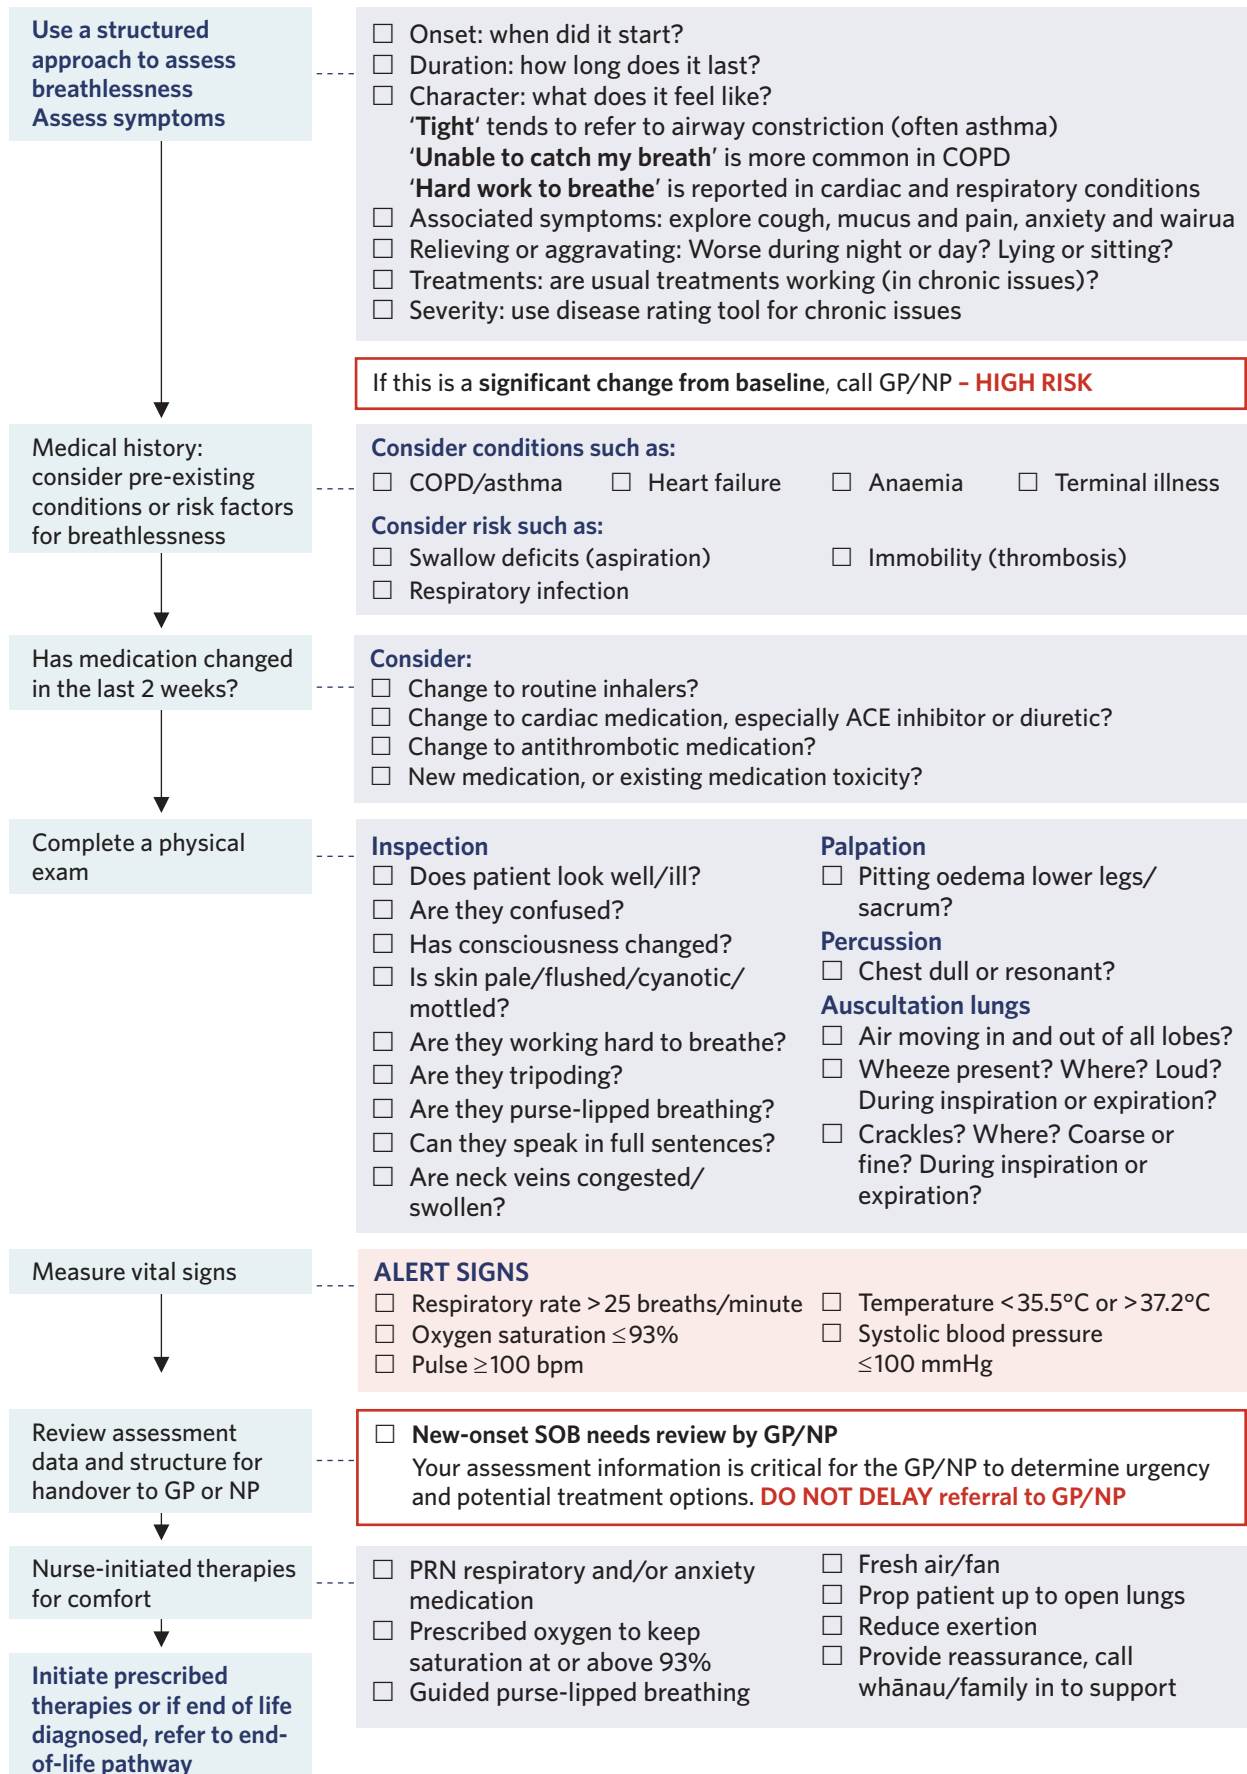 Use a structured
approach to assess
breathlessness
Assess symptoms
☐ Onset: when did it start?
☐ Duration: how long does it last?
☐ Character: what does it feel like?
‘Tight‘ tends to refer to airway constriction (often asthma)
‘Unable to catch my breath’ is more common in COPD
‘Hard work to breathe’ is reported in cardiac and respiratory conditions
☐ Associated symptoms: explore cough, mucus and pain, anxiety and wairua
☐ Relieving or aggravating: Worse during night or day? Lying or sitting?
☐ Treatments: are usual treatments working (in chronic issues)?
☐ Severity: use disease rating tool for chronic issues
If this is a significant change from baseline, call GP/NP – HIGH RISK
Medical history:
consider pre-existing
conditions or risk factors
for breathlessness
Consider conditions such as:
☐ COPD/asthma ☐ Heart failure ☐ Anaemia ☐ Terminal illness
Consider risk such as:
☐ Swallow deficits (aspiration) ☐ Immobility (thrombosis)
☐ Respiratory infection
Has medication changed
in the last 2 weeks?
Consider:
☐ Change to routine inhalers?
☐ Change to cardiac medication, especially ACE inhibitor or diuretic?
☐ Change to antithrombotic medication?
☐ New medication, or existing medication toxicity?
Complete a physical
exam
Inspection
☐ Does patient look well/ill?
☐ Are they confused?
☐ Has consciousness changed?
☐ Is skin pale/flushed/cyanotic/
mottled?
☐ Are they working hard to breathe?
☐ Are they tripoding?
☐ Are they purse-lipped breathing?
☐ Can they speak in full sentences?
☐ Are neck veins congested/
swollen?
Palpation
☐ Pitting oedema lower legs/
sacrum?
Percussion
☐ Chest dull or resonant?
Auscultation lungs
☐ Air moving in and out of all lobes?
☐ Wheeze present? Where? Loud?
During inspiration or expiration?
☐ Crackles? Where? Coarse or
fine? During inspiration or
expiration?
Measure vital signs
ALERT SIGNS
☐ Respiratory rate >25 breaths/minute
☐ Oxygen saturation ≤93%
☐ Pulse ≥100 bpm
☐ Temperature <35.5°C or >37.2°C
☐ Systolic blood pressure
≤100 mmHg
Review assessment
data and structure for
handover to GP or NP
☐ New-onset SOB needs review by GP/NP
Your assessment information is critical for the GP/NP to determine urgency
and potential treatment options. DO NOT DELAY referral to GP/NP
Nurse-initiated therapies
for comfort
☐ PRN respiratory and/or anxiety
medication
☐ Prescribed oxygen to keep
saturation at or above 93%
☐ Guided purse-lipped breathing
☐ Fresh air/fan
☐ Prop patient up to open lungs
☐ Reduce exertion
☐ Provide reassurance, call
whānau/family in to support
Initiate prescribed
therapies or if end of life
diagnosed, refer to end-
of-life pathway